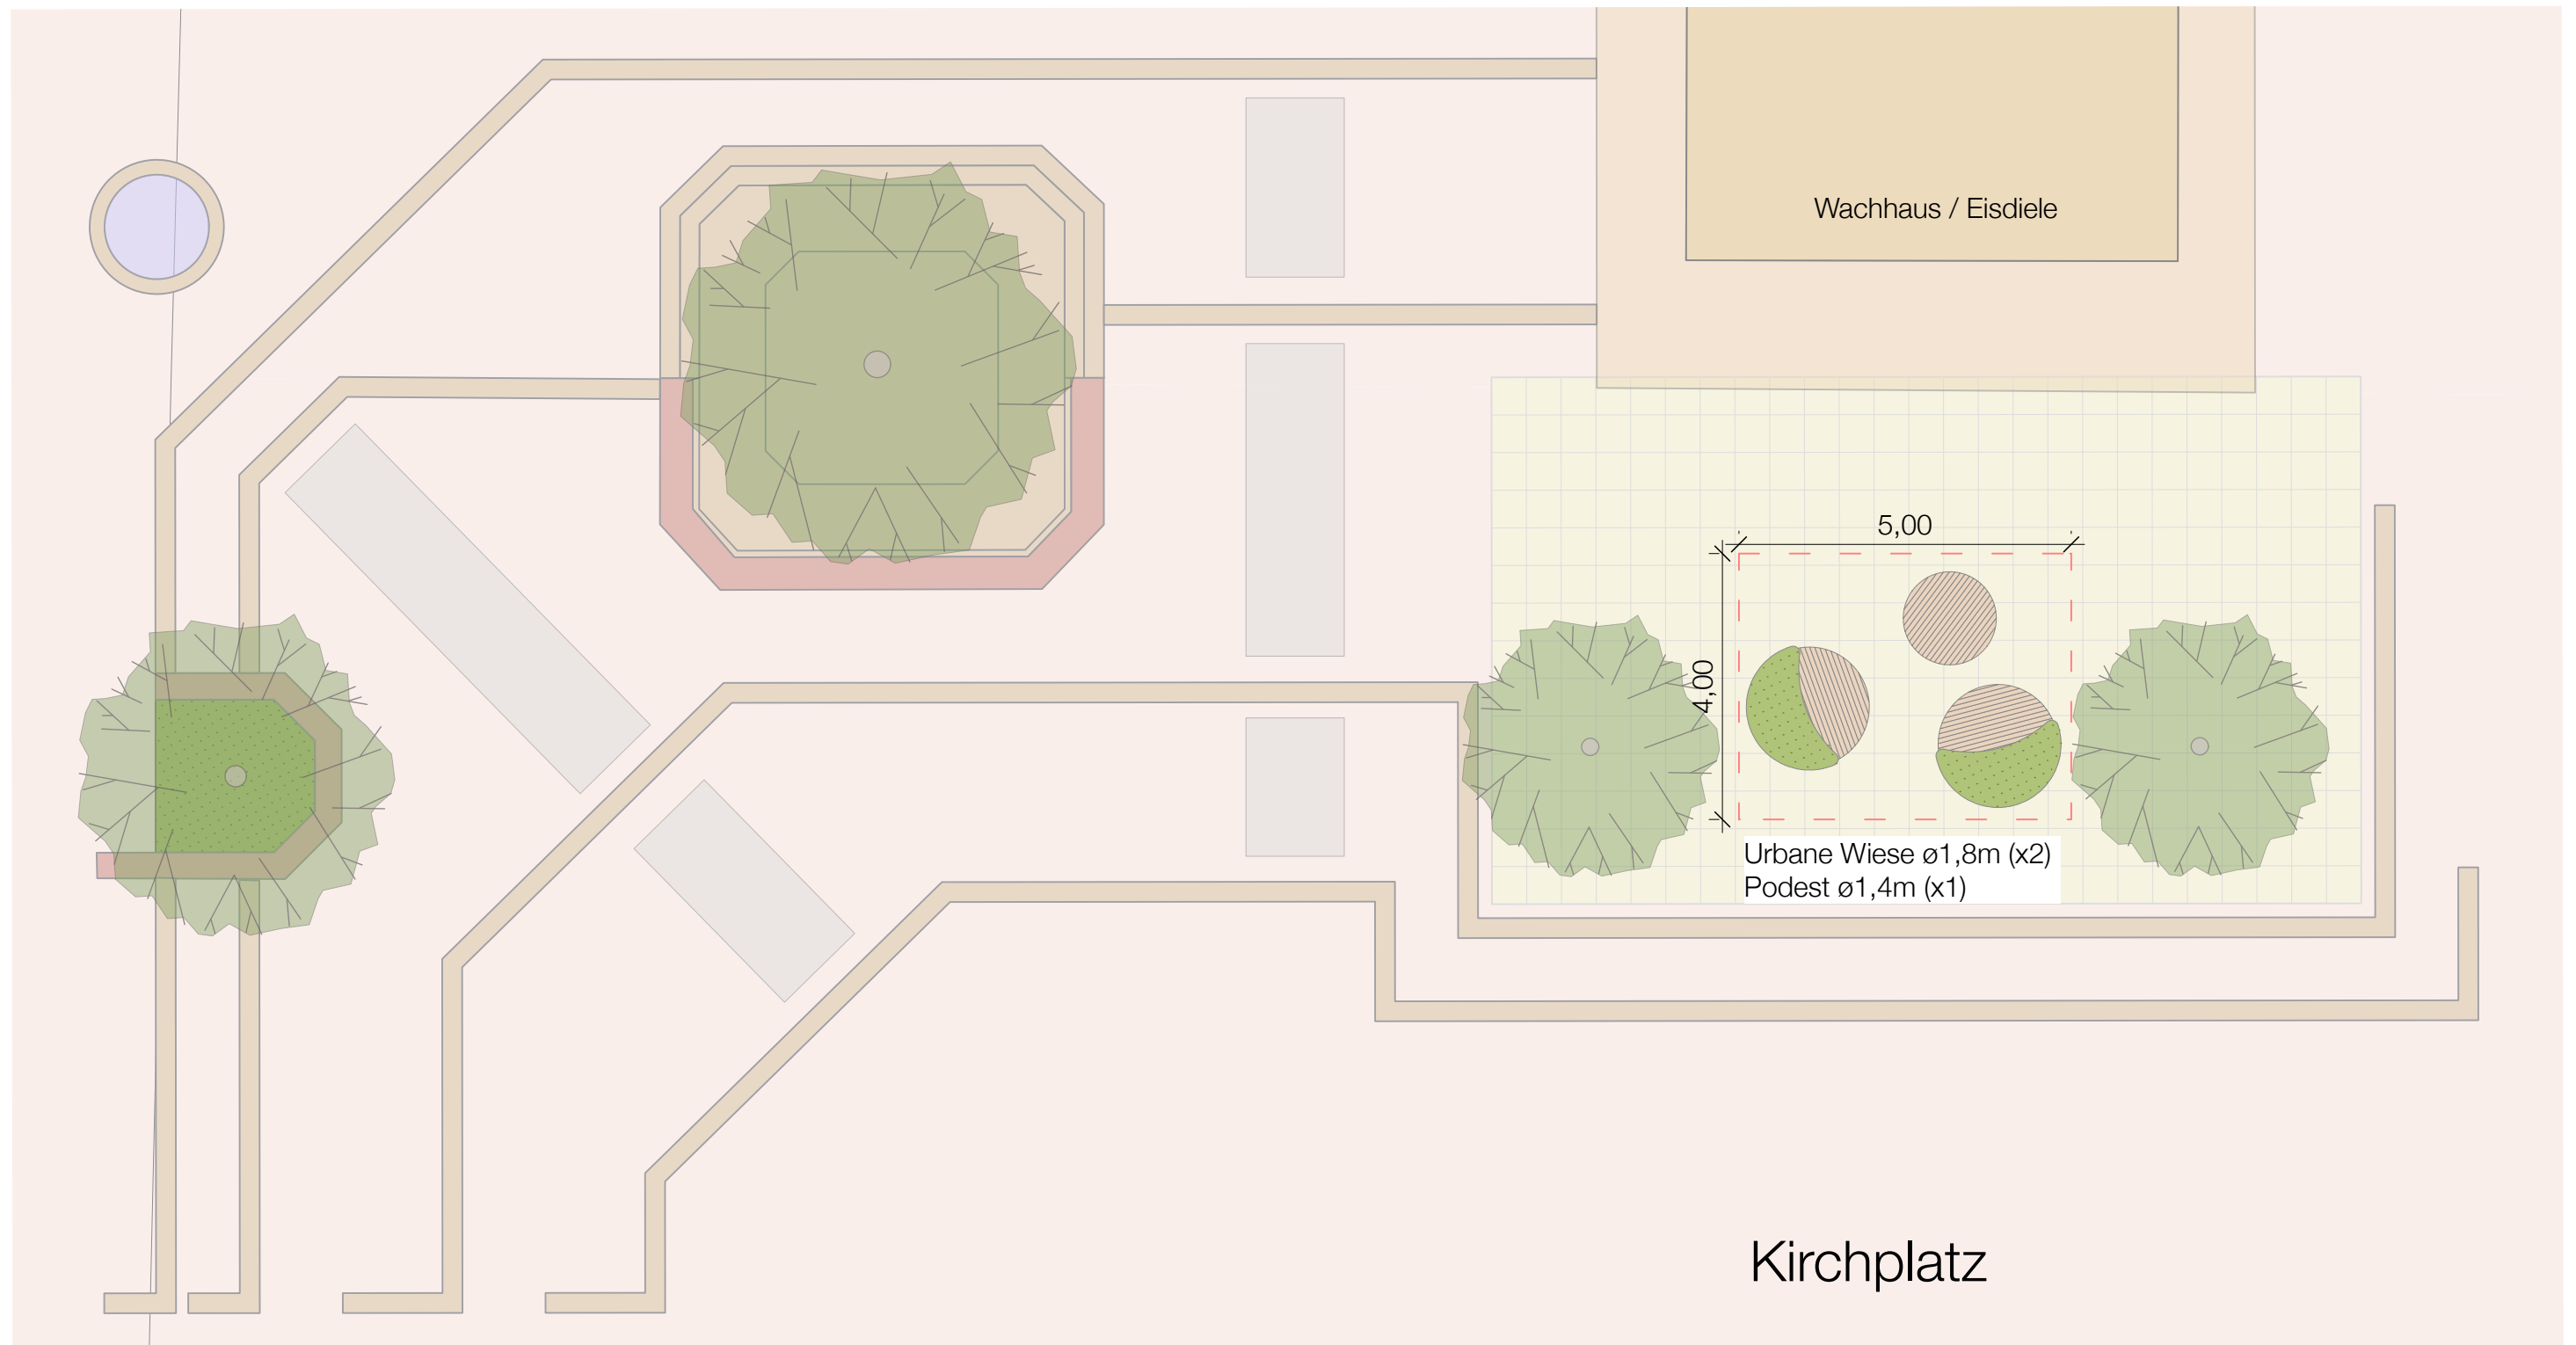 Wachhaus / Eisdiele
5,00
4,00
Urbane Wiese ø1,8m (x2)
Podest ø1,4m (x1)
Kirchplatz